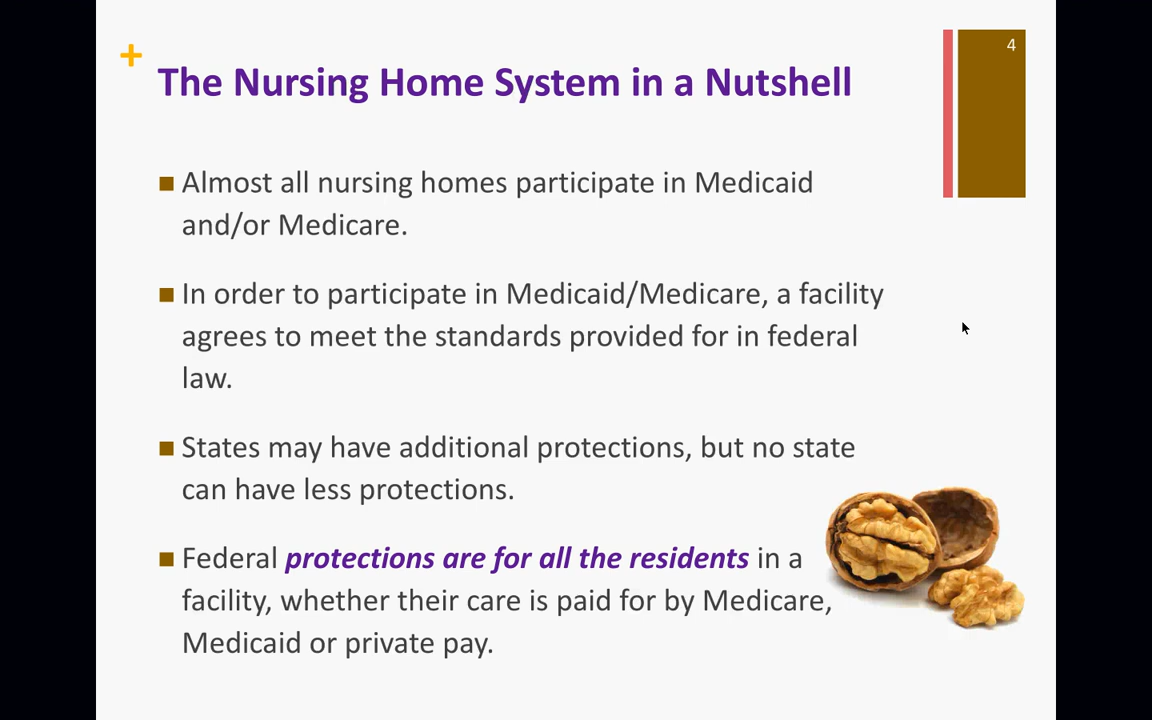 4
+
The Nursing Home System in a Nutshell
■ Almost all nursing homes participate in Medicaid
and/or Medicare.
■ In order to participate in Medicaid/Medicare, a facility
agrees to meet the standards provided for in federal
law.
■ States may have additional protections, but no state
can have less protections.
■ Federal protections are for all the residents in a
facility, whether their care is paid for by Medicare,
Medicaid or private pay.